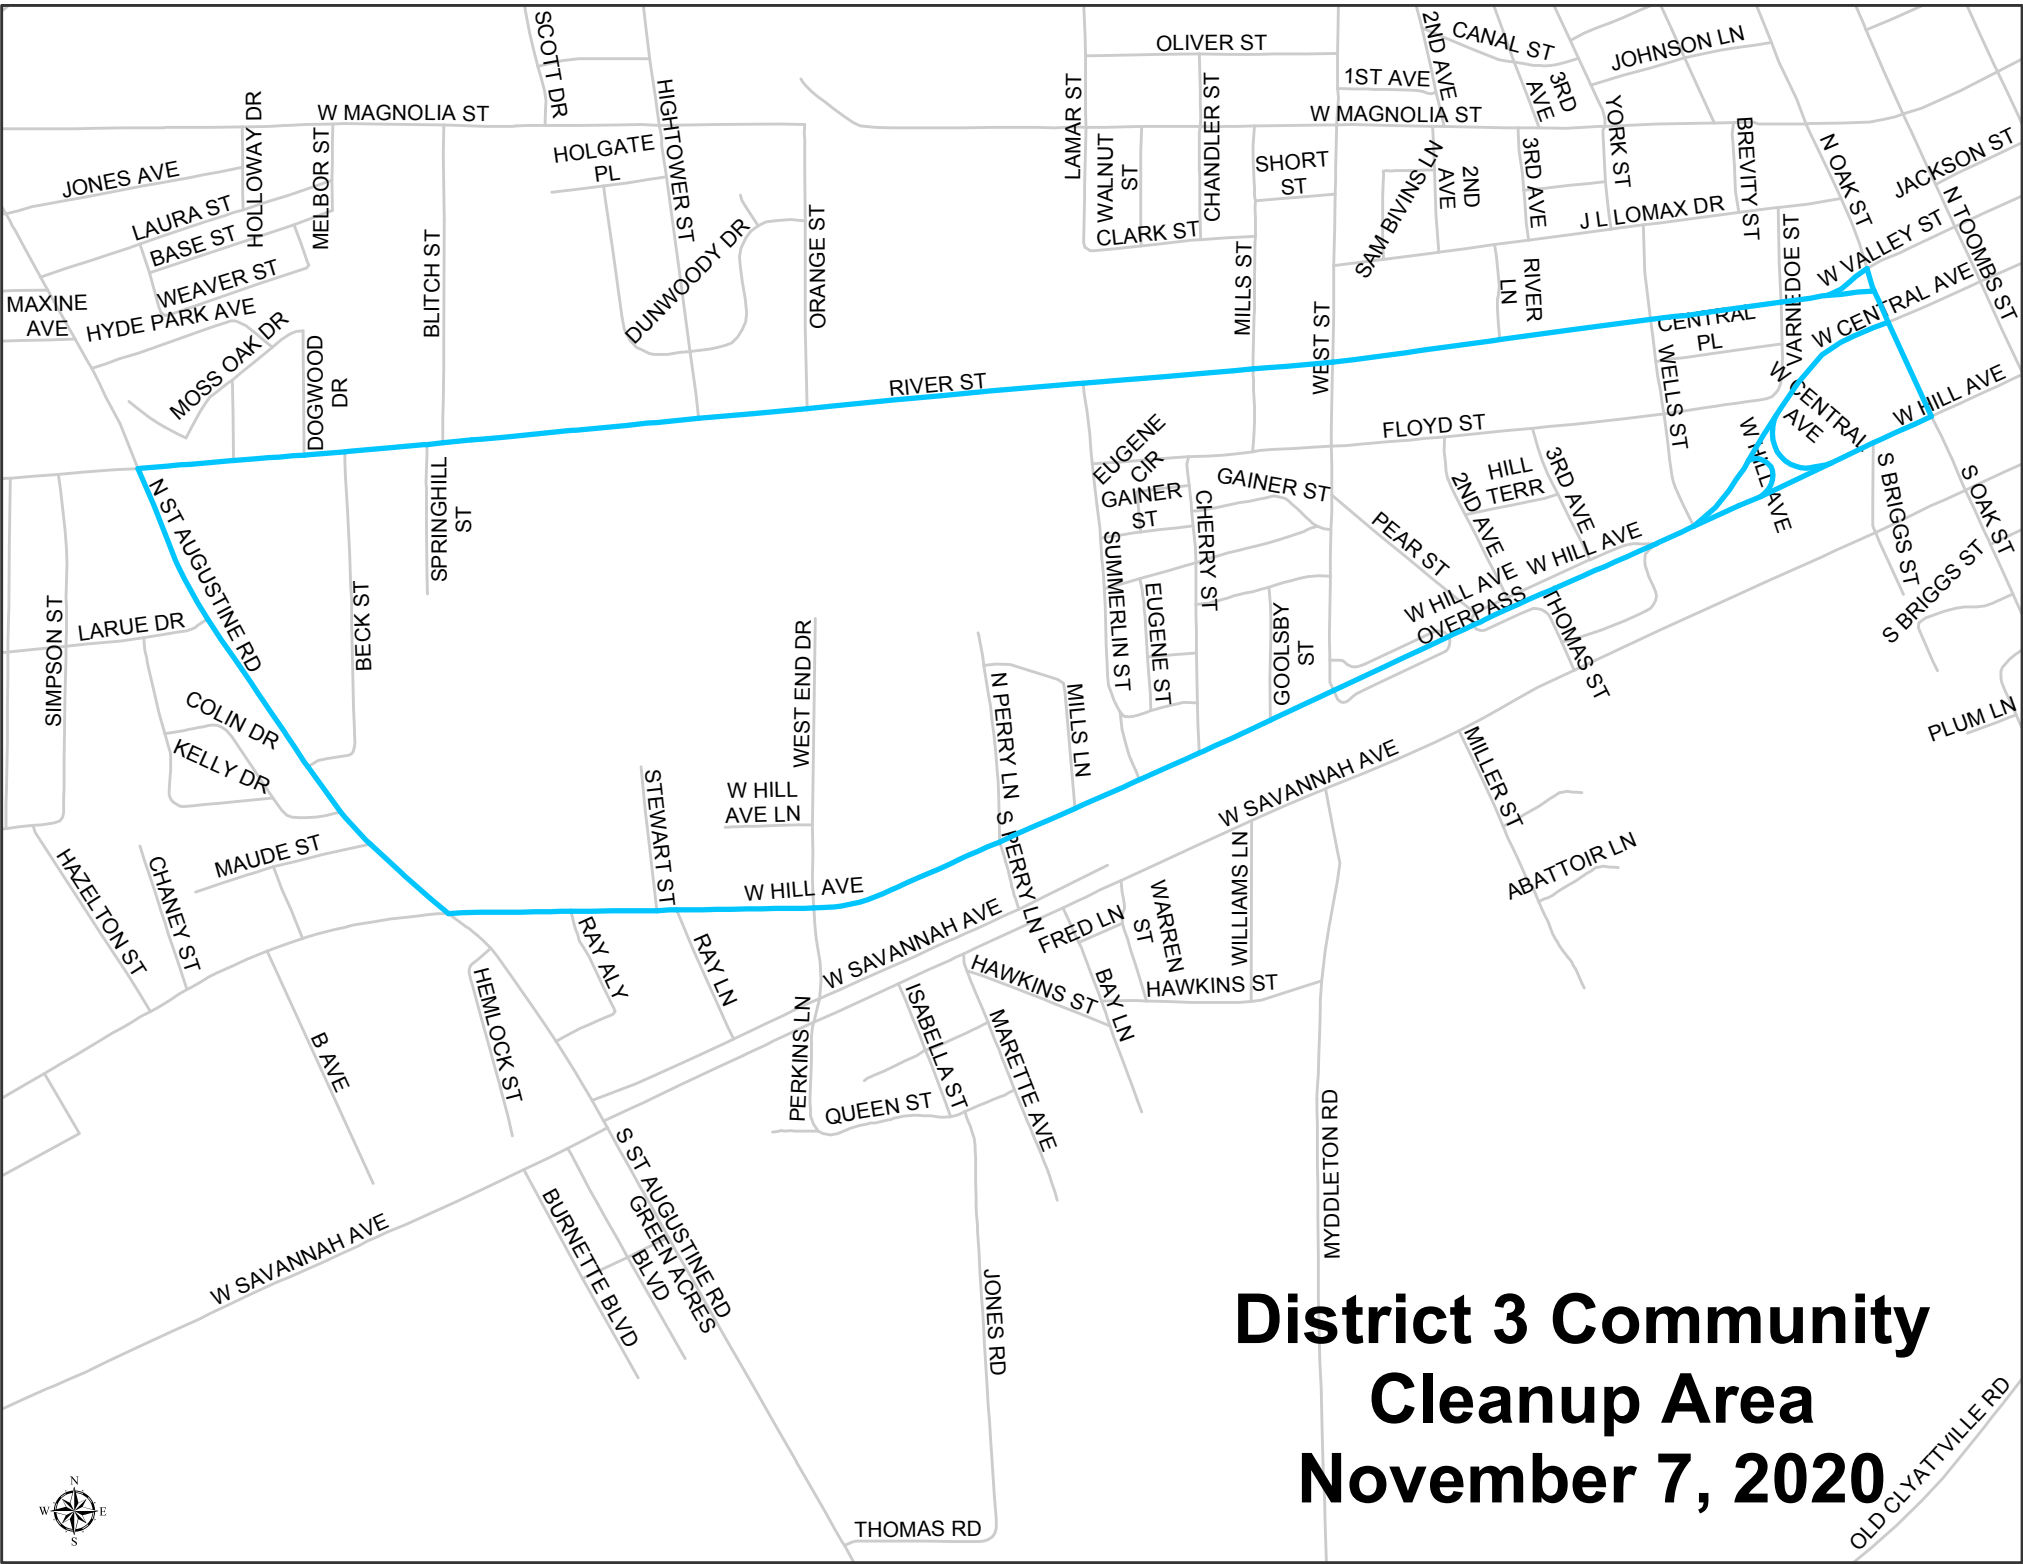 SCOTT DR
OLIVER ST
2ND AVE
CANAL ST
JOHNSON LN
1ST AVE
3RD
AVE
HOLLOWAY DR
W MAGNOLIA ST
HIGHTOWER ST
LAMAR ST
CHANDLER ST
W MAGNOLIA ST
YORK ST
BREVITY ST
N OAK ST
JACKSON ST
MELBOR ST
HOLGATE
PL
WALNUT
ST
SHORT
ST
SAM BIVINS LN
2ND
AVE
3RD AVE
JONES AVE
LAURA ST
BASE ST
WEAVER ST
BLITCH ST
DUNWOODY DR
ORANGE ST
CLARK ST
MILLS ST
J L LOMAX DR
VARNEDOE ST
W VALLEY ST
N TOOMBS ST
MAXINE
AVE
HYDE PARK AVE
MOSS OAK DR
DOGWOOD
DR
WEST ST
RIVER
LN
CENTRAL
PL
W CENTRAL AVE
RIVER ST
WELLS ST
W CENTRAL
AVE
W HILL AVE
FLOYD ST
EUGENE
CIR
W HILL AVE
N ST AUGUSTINE RD
SPRINGHILL
ST
GAINER
ST
CHERRY ST
GAINER ST
PEAR ST
2ND AVE
HILL
TERR
3RD AVE
S BRIGGS ST
S OAK ST
SIMPSON ST
LARUE DR
BECK ST
SUMMERLIN ST
EUGENE ST
GOOLSBY
ST
W HILL AVE
OVERPASS
W HILL AVE
THOMAS ST
S BRIGGS ST
COLIN DR
KELLY DR
WEST END DR
N PERRY LN
MILLS LN
PLUM LN
MAUDE ST
STEWART ST
W HILL
AVE LN
W SAVANNAH AVE
MILLER ST
HAZELTON ST
CHANEY ST
W HILL AVE
S PERRY LN
WILLIAMS LN
ABATTOIR LN
RAY ALY
RAY LN
W SAVANNAH AVE
FRED LN
WARREN
ST
HEMLOCK ST
HAWKINS ST
BAY LN
HAWKINS ST
B AVE
PERKINS LN
ISABELLA ST
MARETTE AVE
QUEEN ST
MYDDLETON RD
S ST AUGUSTINE RD
W SAVANNAH AVE
BURNETTE BLVD
GREEN ACRES
BLVD
JONES RD
District 3 Community
Cleanup Area
November 7, 2020
OLD CLYATTVILLE RD
THOMAS RD
N
W E
S